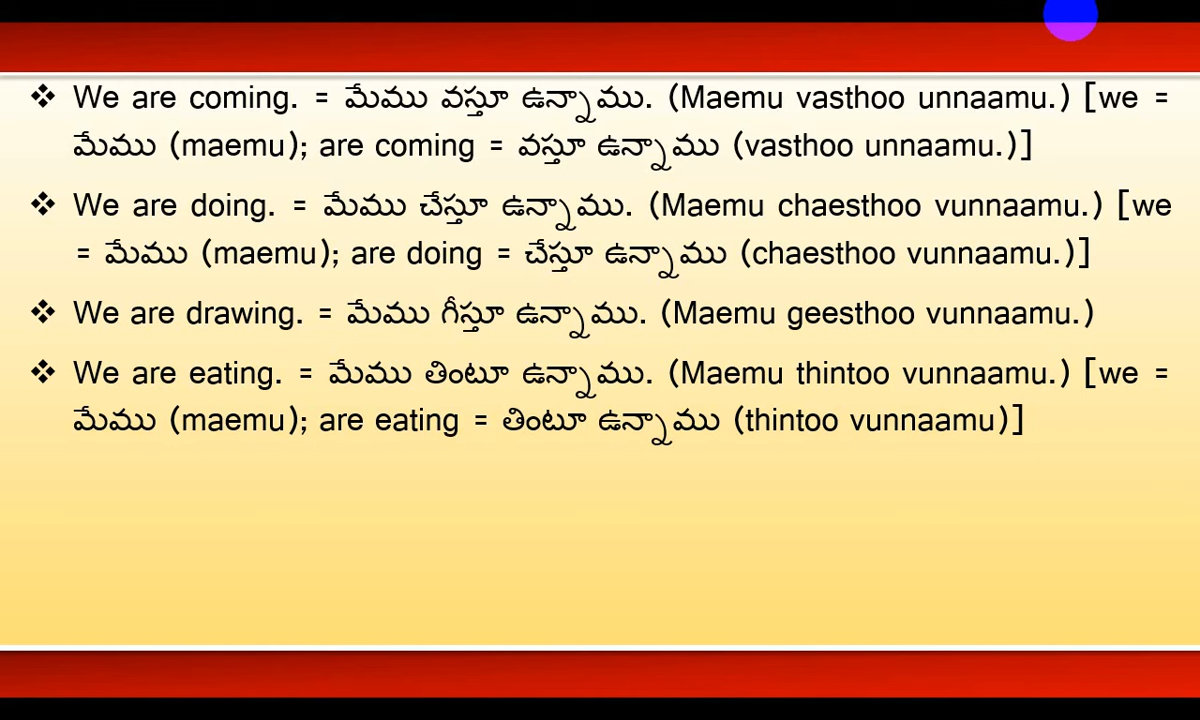 ❖ We are coming. = మేము వస్తూ ఉన్నాము. (Maemu vasthoo unnaamu.) [we =
మేము (maemu); are coming = వస్తూ ఉన్నాము (vasthoo unnaamu.)]
❖ We are doing. = మేము చేస్తూ ఉన్నాము. (Maemu chaesthoo vunnaamu.) [we
= మేము (maemu); are doing = చేస్తూ ఉన్నాము (chaesthoo vunnaamu.)]
❖ We are drawing. = మేము గీస్తూ ఉన్నాము. (Maemu geesthoo vunnaamu.)
❖ We are eating. = మేము తింటూ ఉన్నాము. (Maemu thintoo vunnaamu.) [we =
మేము (maemu); are eating = తింటూ ఉన్నాము (thintoo vunnaamu)]